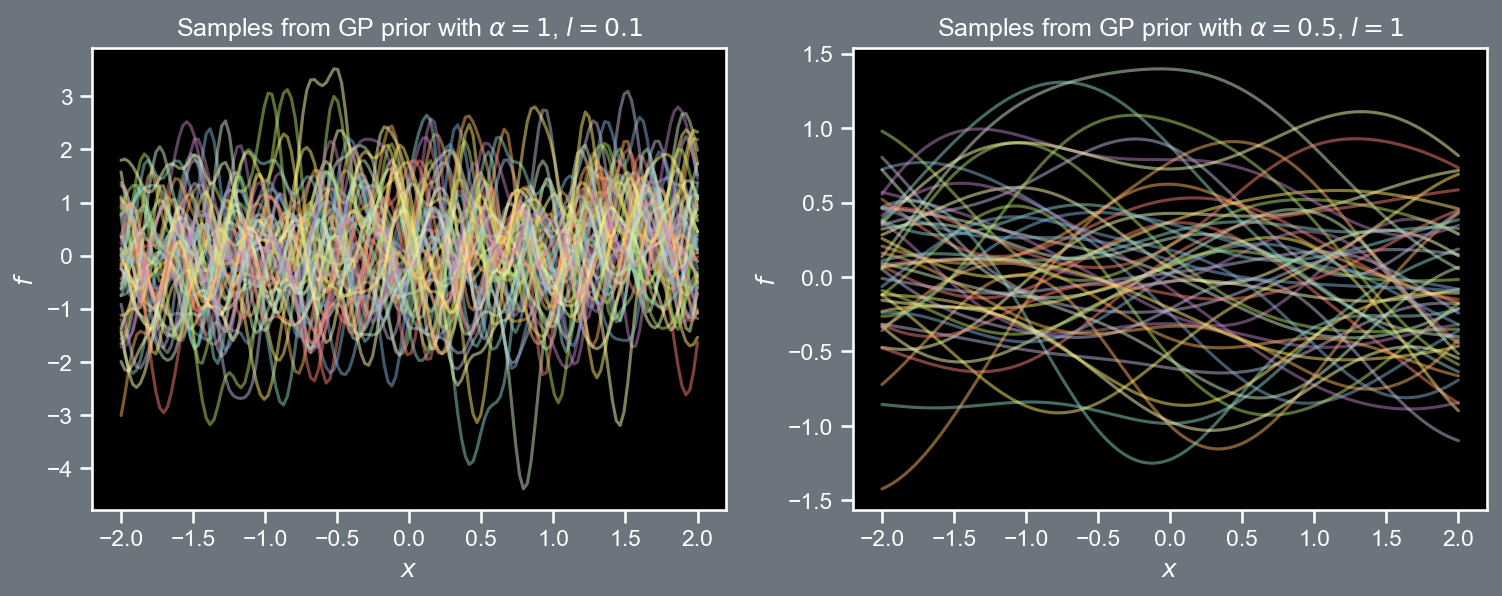 Samples from GP prior with α = 1, l = 0.1
3
2
1
0
−1
−2
−3
−4
f
−2.0 −1.5 −1.0 −0.5 0.0 0.5 1.0 1.5 2.0
x
Samples from GP prior with α = 0.5, l = 1
1.5
1.0
0.5
0.0
−0.5
−1.0
−1.5
f
−2.0 −1.5 −1.0 −0.5 0.0 0.5 1.0 1.5 2.0
x